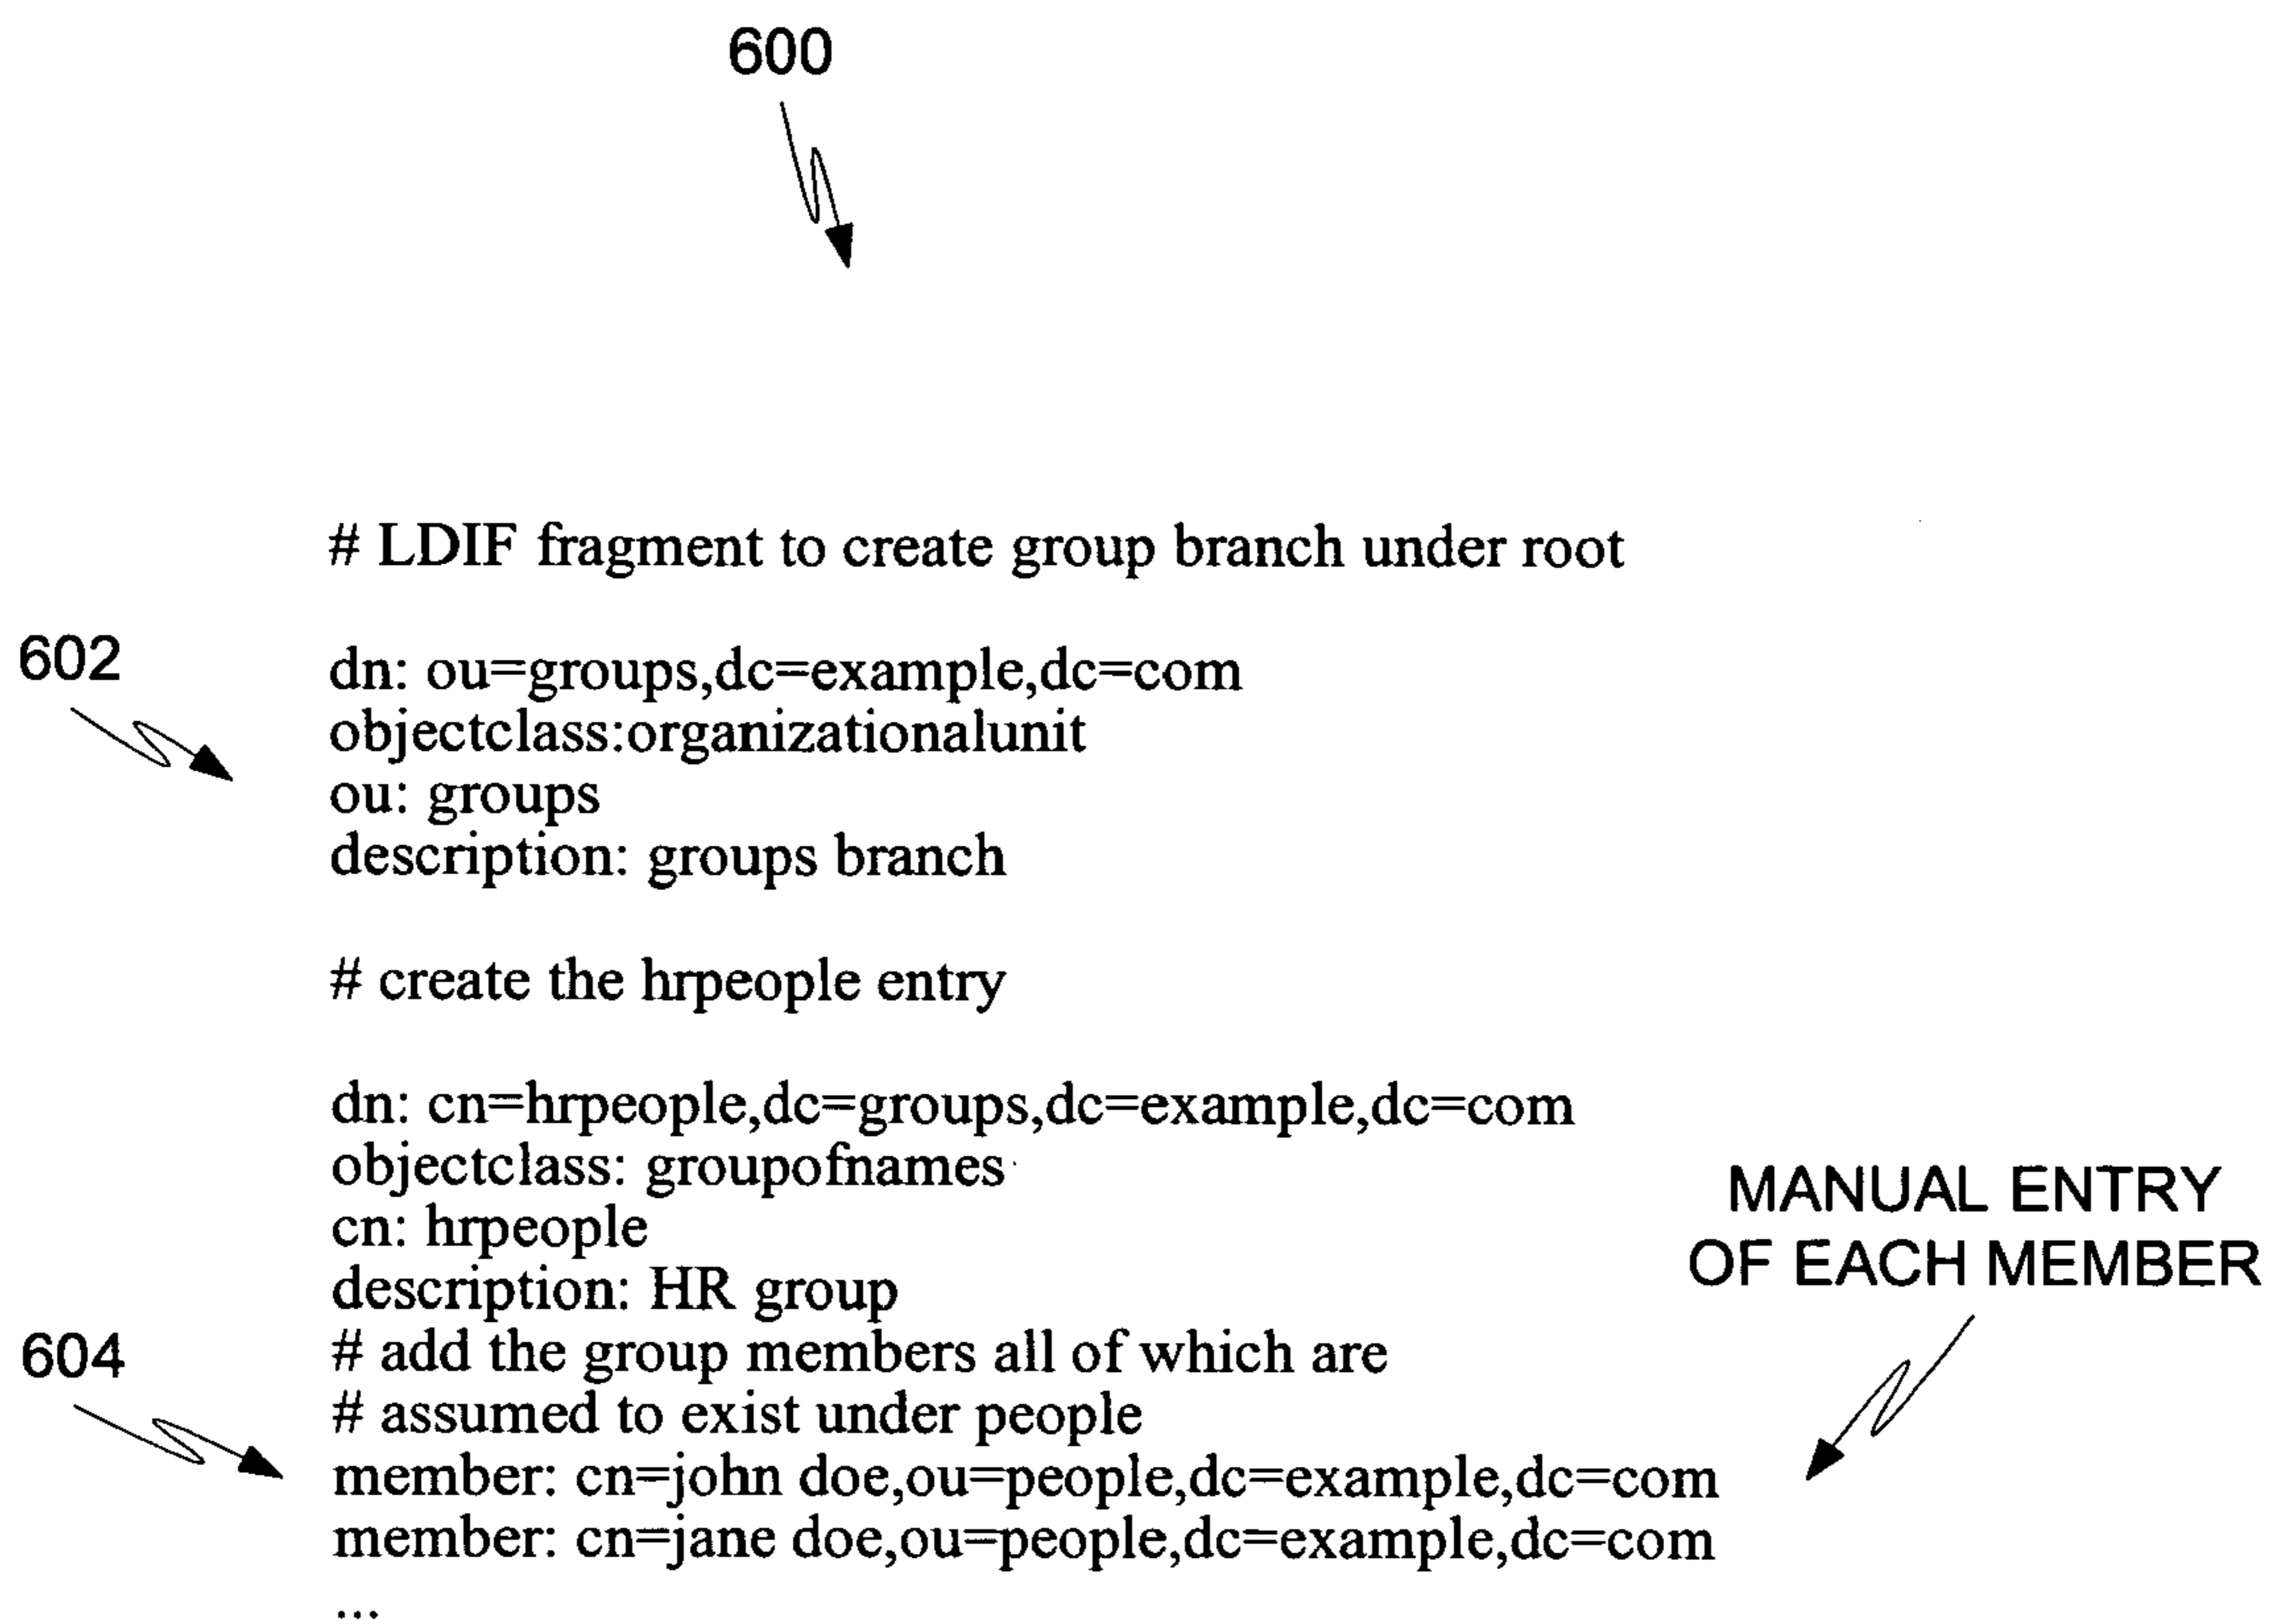 600
# LDIF fragment to create group branch under root
602
dn: ou=groups,dc=example,dc=com
objectclass:organizationalunit
ou: groups
description: groups branch
# create the hrpeople entry
dn: cn=hrpeople,dc=groups,dc=example,dc=com
objectclass: groupofnames
cn: hrpeople
description: HR group
MANUAL ENTRY
OF EACH MEMBER
604
# add the group members all of which are
# assumed to exist under people
member: cn=john doe,ou=people,dc=example,dc=com
member: cn=jane doe,ou=people,dc=example,dc=com
...